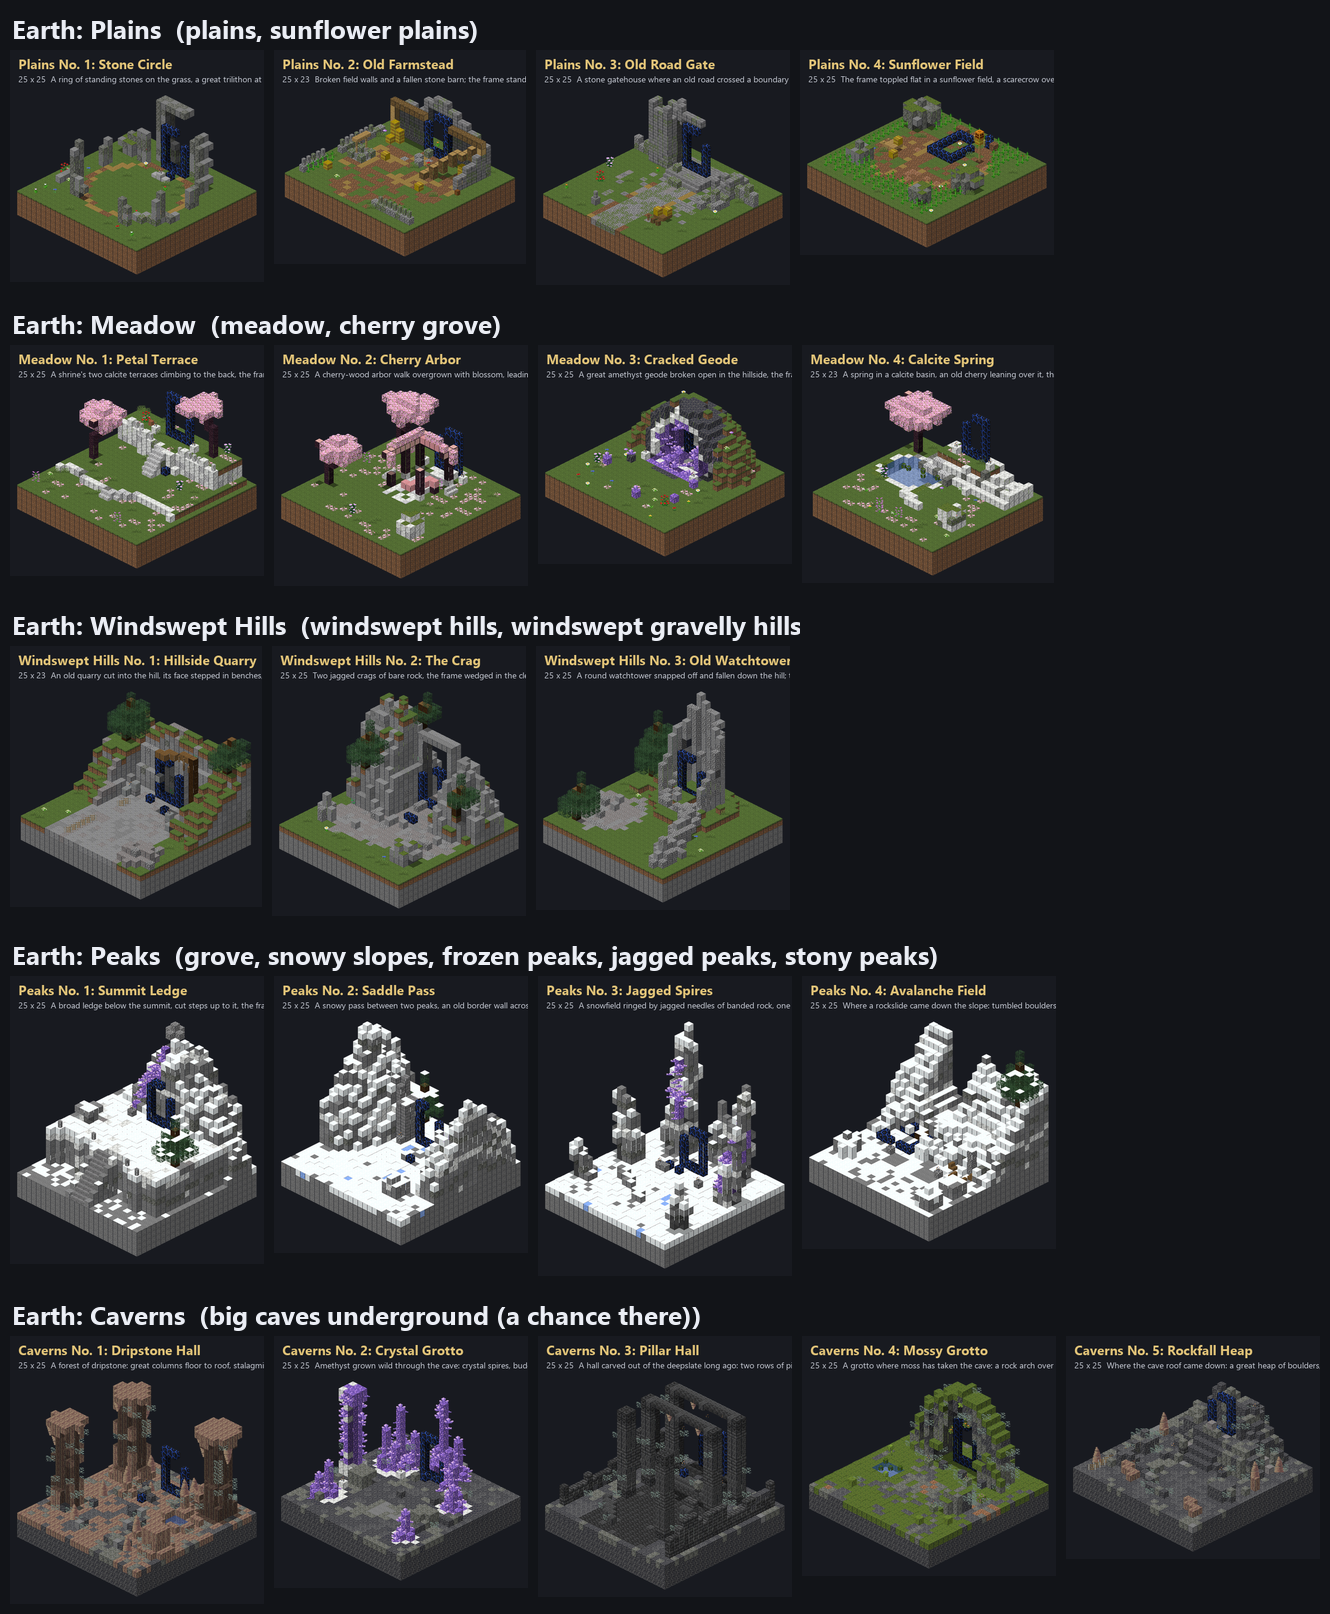 Earth: Plains (plains, sunflower plains)
Plains No. 1: Stone Circle
25 x 25 A ring of standing stones on the grass, a great trilithon at
Plains No. 2: Old Farmstead
25 x 23 Broken field walls and a fallen stone barn; the frame stand
Plains No. 3: Old Road Gate
25 x 25 A stone gatehouse where an old road crossed a boundary
Plains No. 4: Sunflower Field
25 x 25 The frame toppled flat in a sunflower field, a scarecrow ove
Earth: Meadow (meadow, cherry grove)
Meadow No. 1: Petal Terrace
25 x 25 A shrine's two calcite terraces climbing to the back, the fra
Meadow No. 2: Cherry Arbor
25 x 25 A cherry-wood arbor walk overgrown with blossom, leadin
Meadow No. 3: Cracked Geode
25 x 25 A great amethyst geode broken open in the hillside, the fr
Meadow No. 4: Calcite Spring
25 x 23 A spring in a calcite basin, an old cherry leaning over it, th
Earth: Windswept Hills (windswept hills, windswept gravelly hills
Windswept Hills No. 1: Hillside Quarry
25 x 23 An old quarry cut into the hill, its face stepped in benches,
Windswept Hills No. 2: The Crag
25 x 25 Two jagged crags of bare rock, the frame wedged in the cle
Windswept Hills No. 3: Old Watchtower
25 x 25 A round watchtower snapped off and fallen down the hill;
Earth: Peaks (grove, snowy slopes, frozen peaks, jagged peaks, stony peaks)
Peaks No. 1: Summit Ledge
25 x 25 A broad ledge below the summit, cut steps up to it, the fra
Peaks No. 2: Saddle Pass
25 x 25 A snowy pass between two peaks, an old border wall acros
Peaks No. 3: Jagged Spires
25 x 25 A snowfield ringed by jagged needles of banded rock, one
Peaks No. 4: Avalanche Field
25 x 25 Where a rockslide came down the slope: tumbled boulders
Earth: Caverns (big caves underground (a chance there))
Caverns No. 1: Dripstone Hall
25 x 25 A forest of dripstone: great columns floor to roof, stalagmi
Caverns No. 2: Crystal Grotto
25 x 25 Amethyst grown wild through the cave: crystal spires, bud
Caverns No. 3: Pillar Hall
25 x 25 A hall carved out of the deepslate long ago: two rows of pi
Caverns No. 4: Mossy Grotto
25 x 25 A grotto where moss has taken the cave: a rock arch over
Caverns No. 5: Rockfall Heap
25 x 25 Where the cave roof came down: a great heap of boulders,